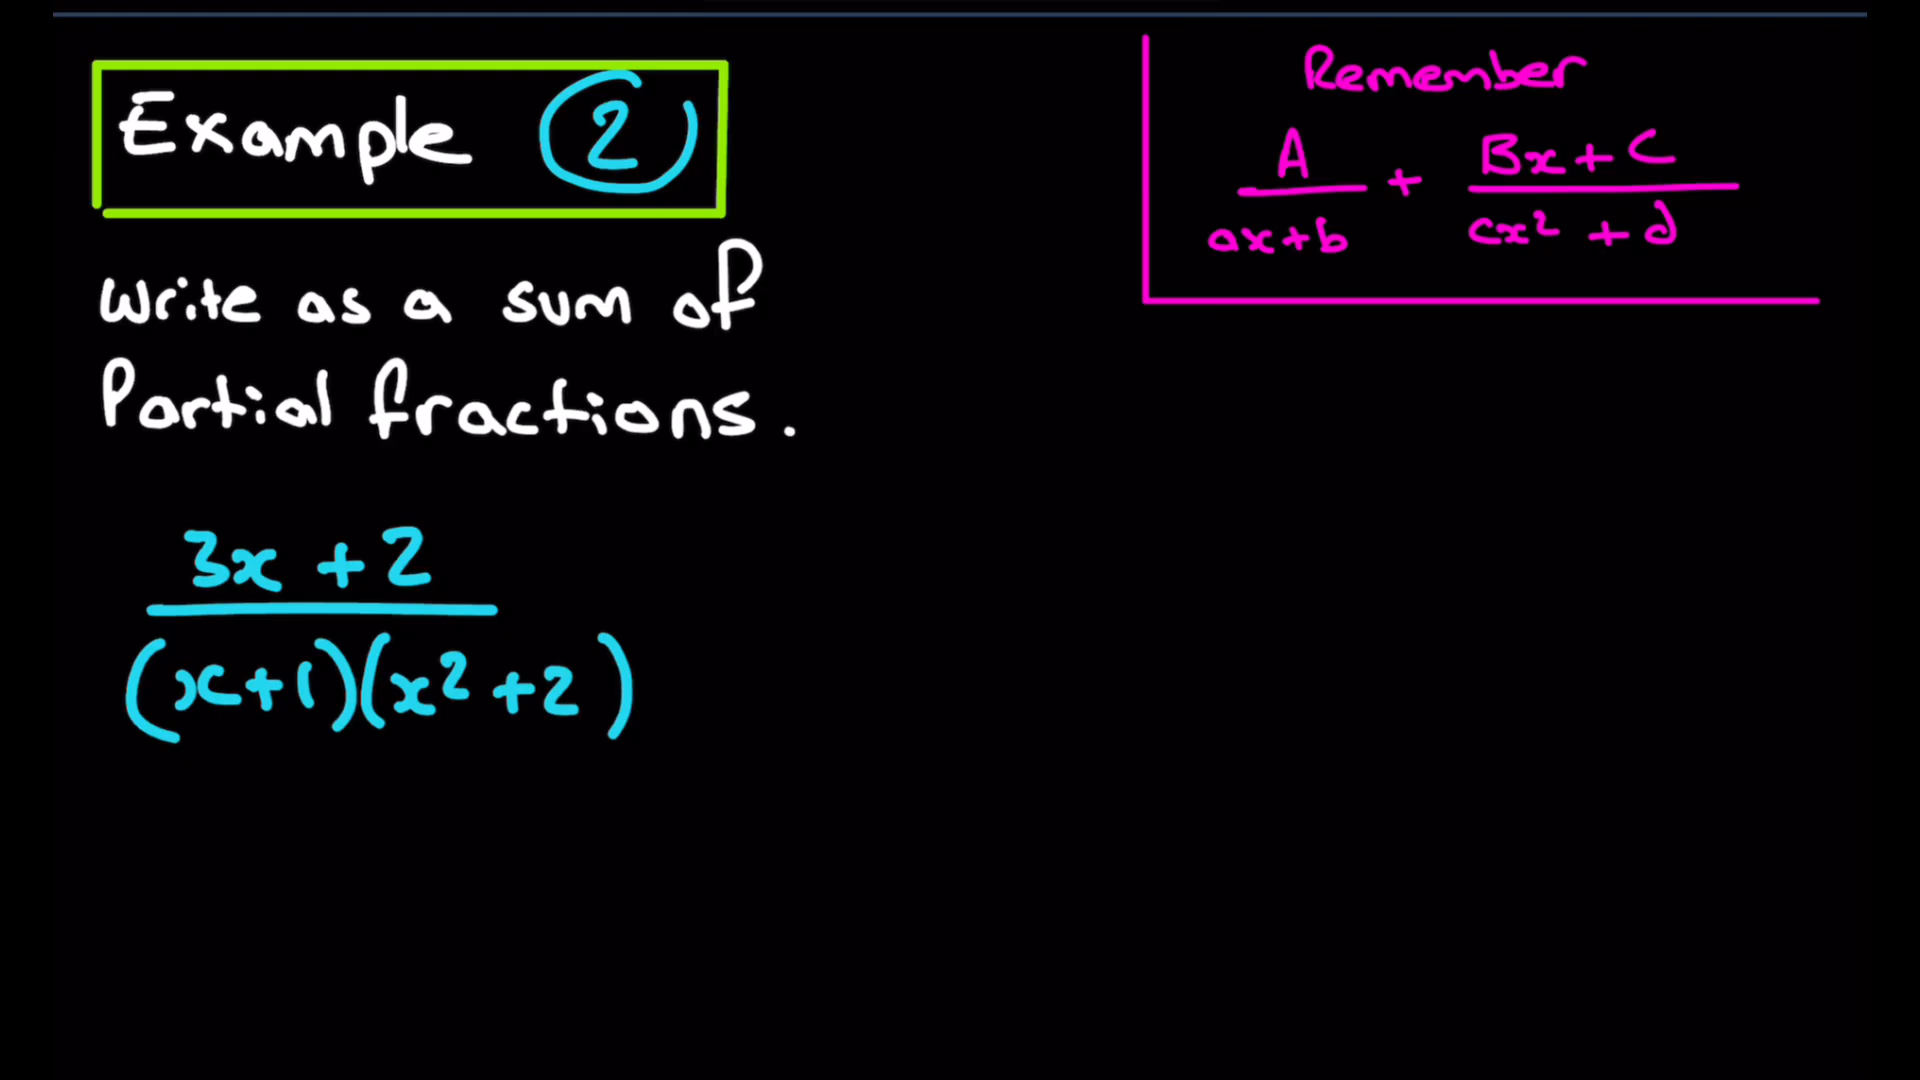 Example 2
Write as a sum of
Partial fractions.
3x + 2
(x+1)(x² +2)
Remember
A + Bx + C
ax+b cx² + d